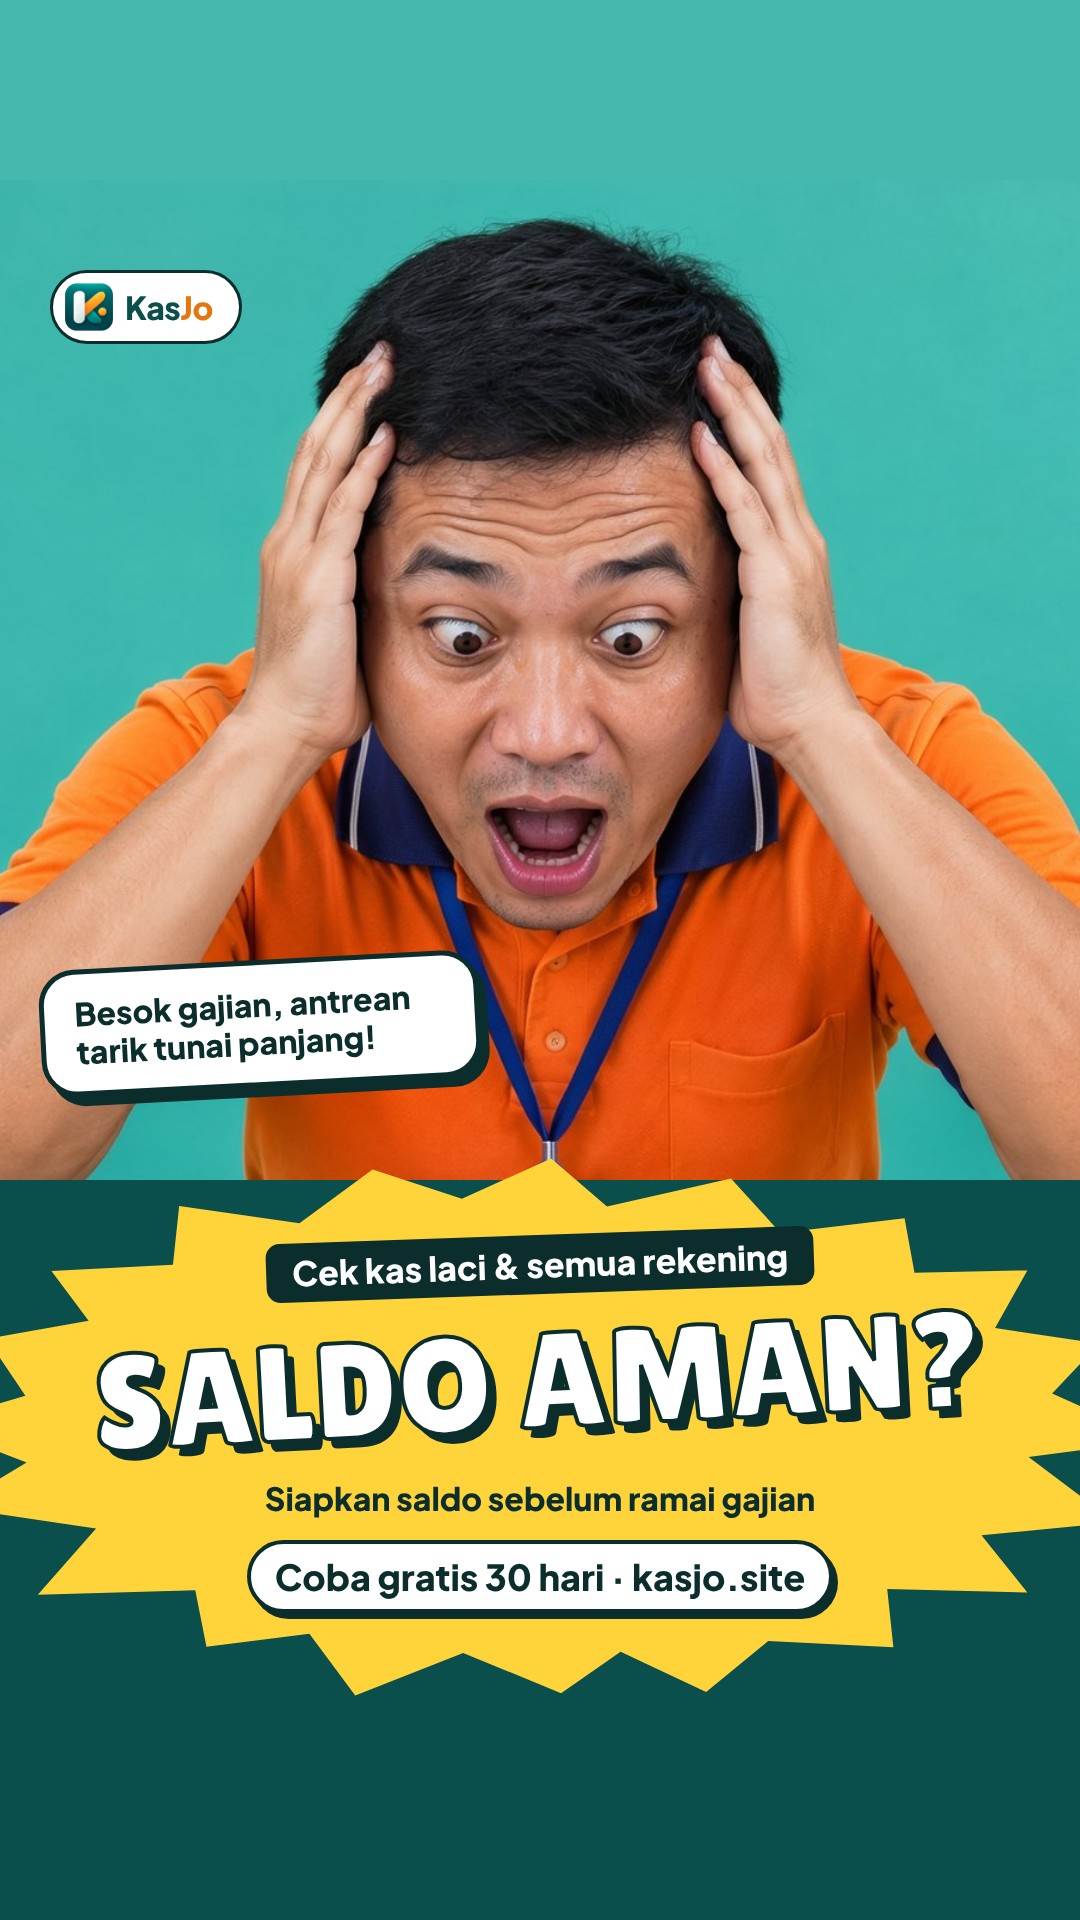 KasJo
Besok gajian, antrean
tarik tunai panjang!
Cek kas laci & semua rekening
SALDO AMAN?
Siapkan saldo sebelum ramai gajian
Coba gratis 30 hari · kasjo.site